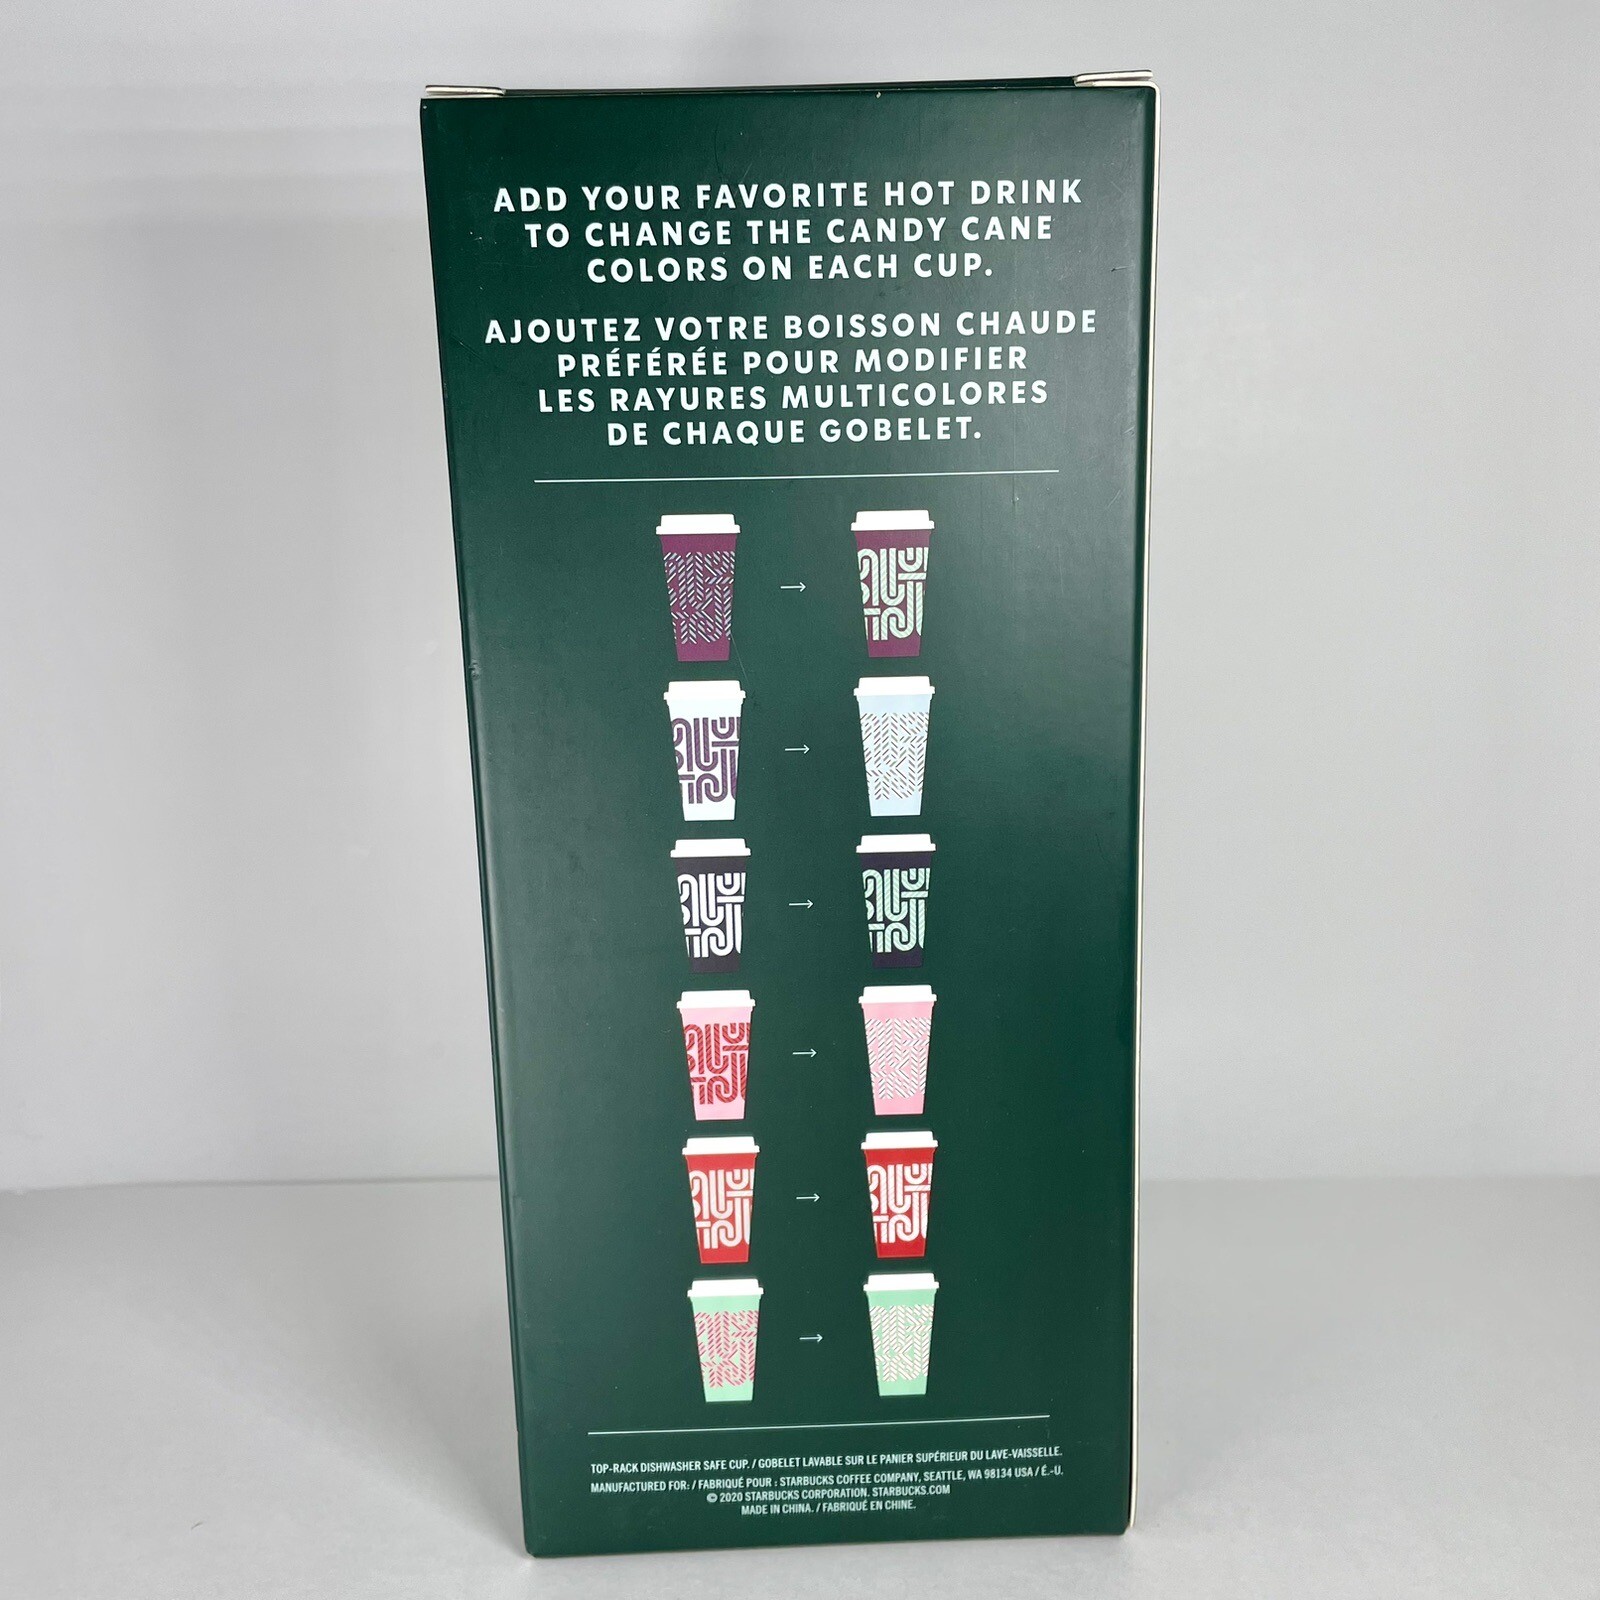 ADD YOUR FAVORITE HOT DRINK
TO CHANGE THE CANDY CANE
COLORS ON EACH CUP.
AJOUTEZ VOTRE BOISSON CHAUDE
PRÉFÉRÉE POUR MODIFIER
LES RAYURES MULTICOLORES
DE CHAQUE GOBELET.
TOP-RACK DISHWASHER SAFE CUP. / GOBELET LAVABLE SUR LE PANIER SUPÉRIEUR DU LAVE-VAISSELLE.
MANUFACTURED FOR: / FABRIQUÉ POUR : STARBUCKS COFFEE COMPANY, SEATTLE, WA 98134 USA / É.-U.
© 2020 STARBUCKS CORPORATION. STARBUCKS.COM
MADE IN CHINA. / FABRIQUÉ EN CHINE.